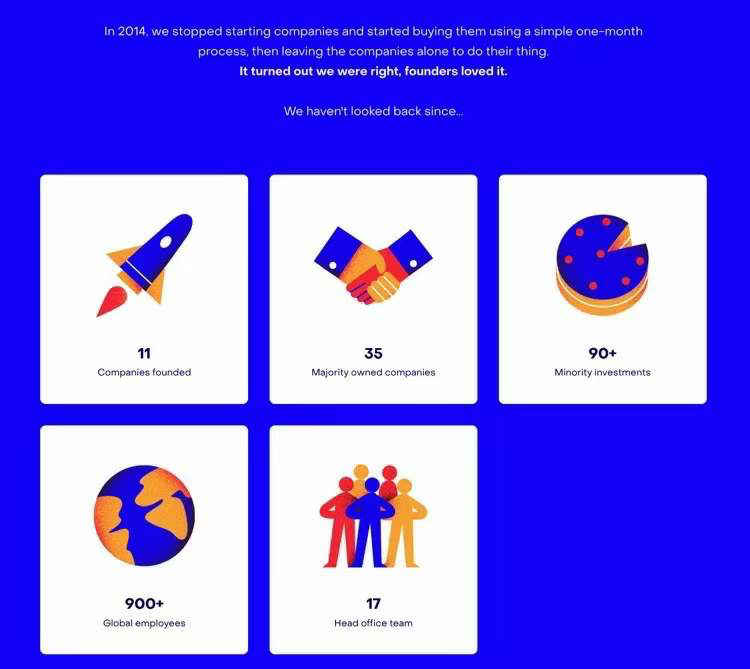 In 2014, we stopped starting companies and started buying them using a simple one-month
process, then leaving the companies alone to do their thing.
It turned out we were right, founders loved it.
We haven't looked back since...
11
Companies founded
35
Majority owned companies
90+
Minority investments
900+
Global employees
17
Head office team